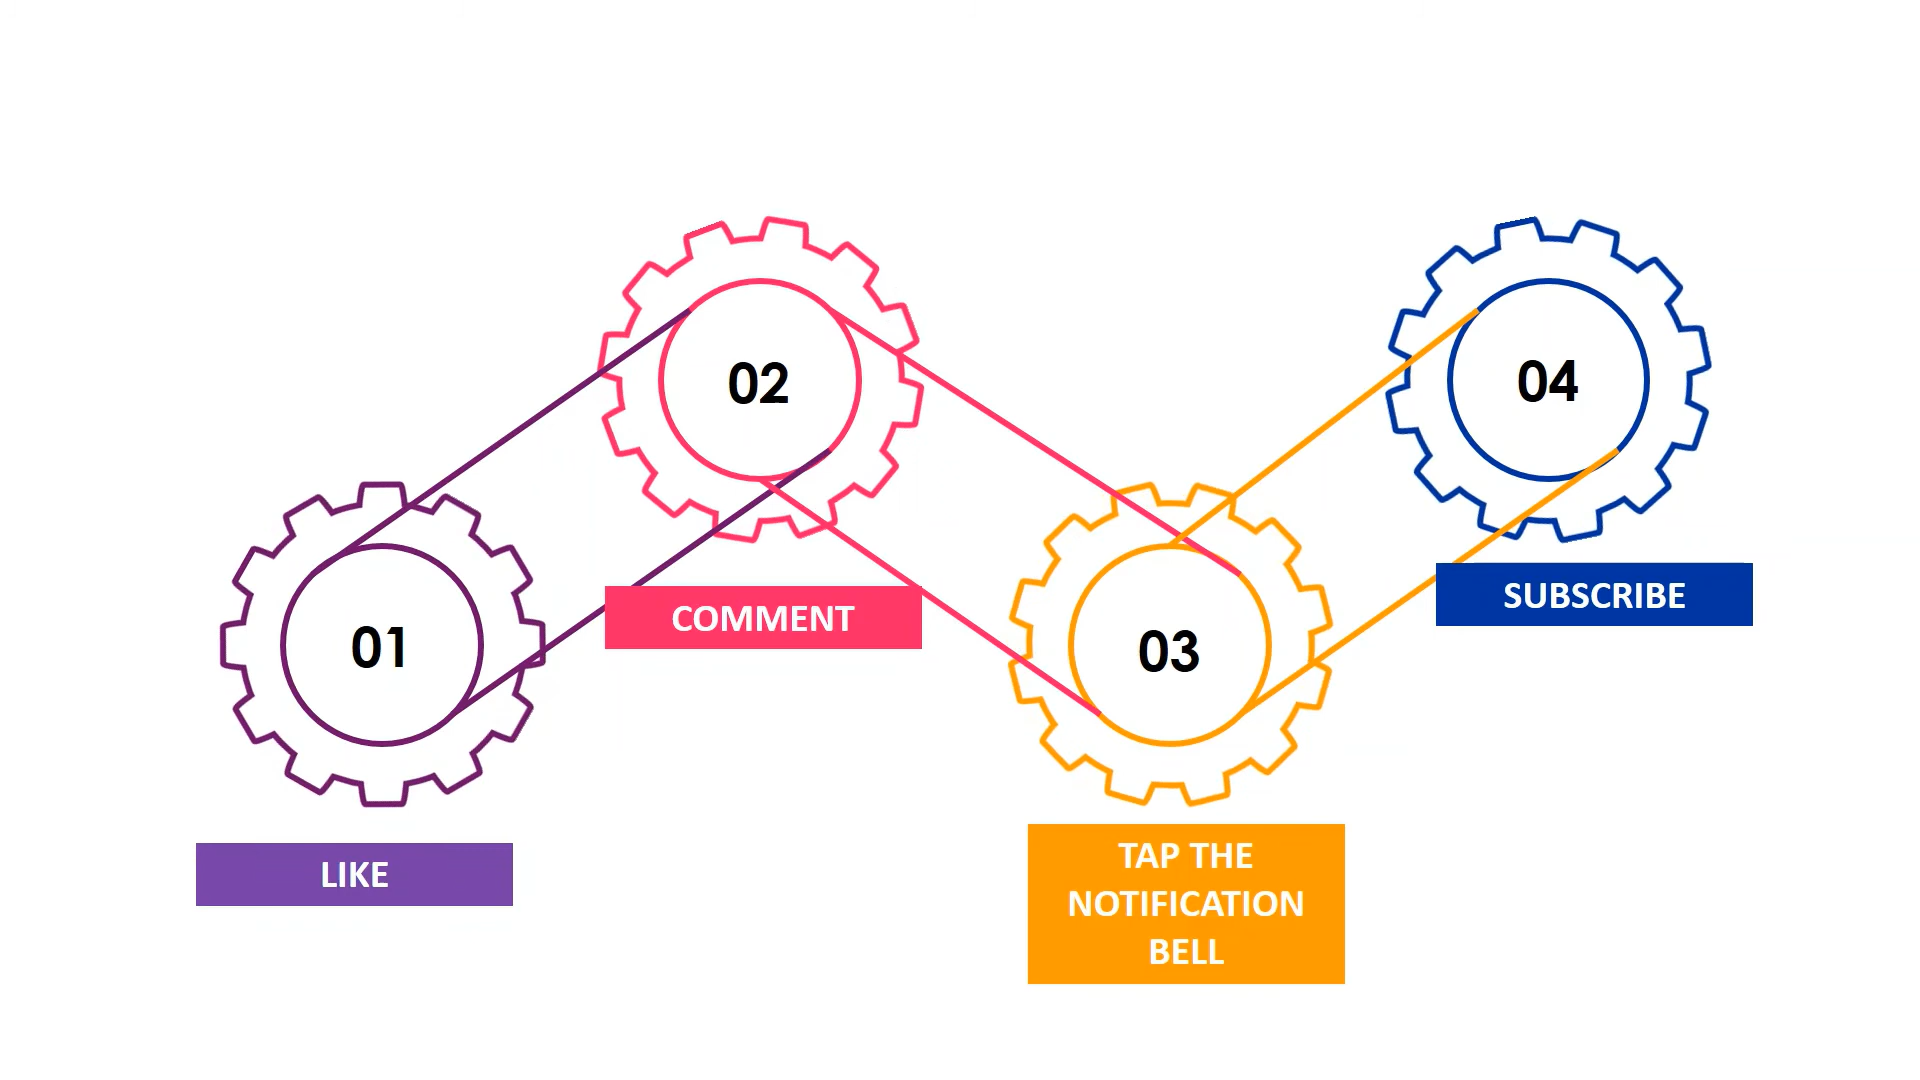 01
LIKE
02
COMMENT
03
TAP THE
NOTIFICATION
BELL
04
SUBSCRIBE